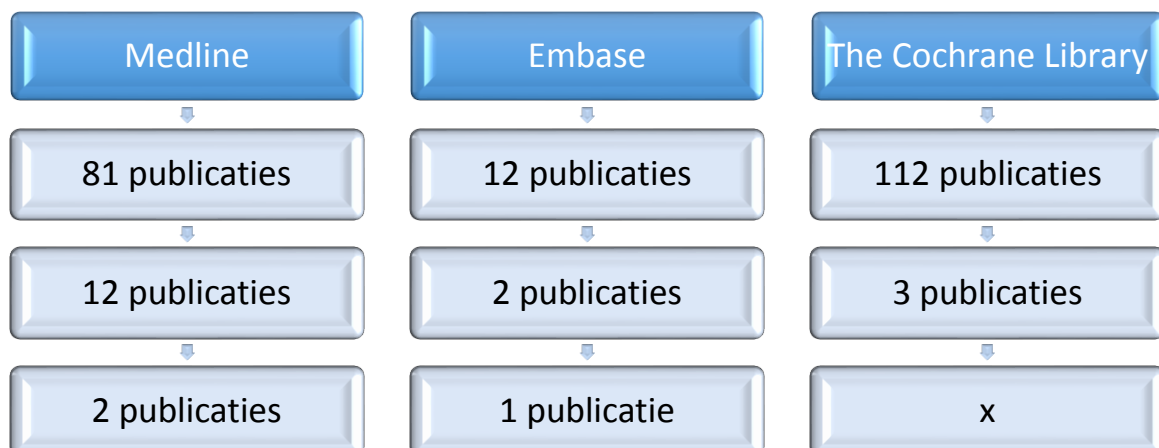 Medline
Embase
The Cochrane Library
81 publicaties
12 publicaties
112 publicaties
12 publicaties
2 publicaties
3 publicaties
2 publicaties
1 publicatie
x